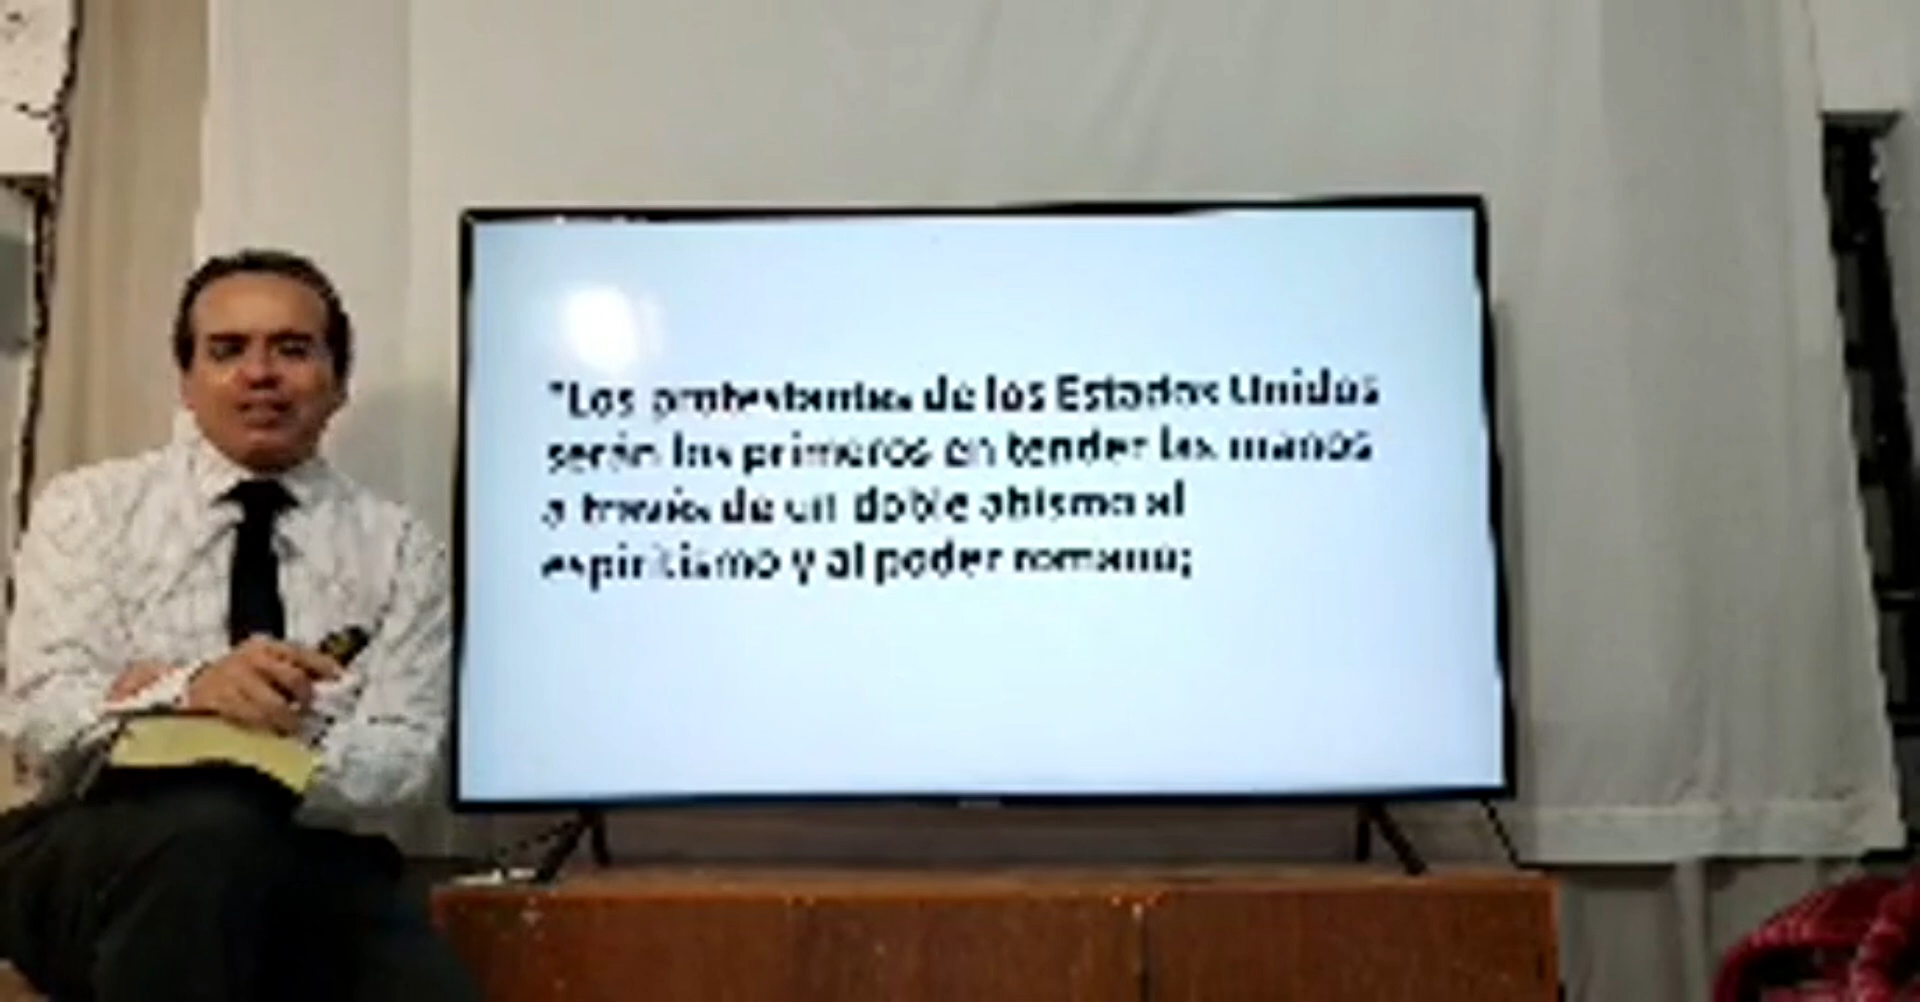 "Los protestantes de los Estados Unidos
serán los primeros en tender las manos
a través de un doble abismo al
espiritismo y al poder romano;